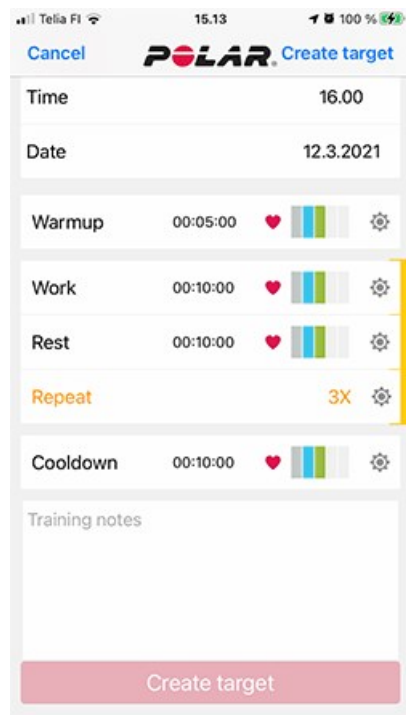 Telia FI 15.13 100 %
Cancel POLAR. Create target
Time 16.00
Date 12.3.2021
Warmup 00:05:00
Work 00:10:00
Rest 00:10:00
Repeat 3X
Cooldown 00:10:00
Training notes
Create target